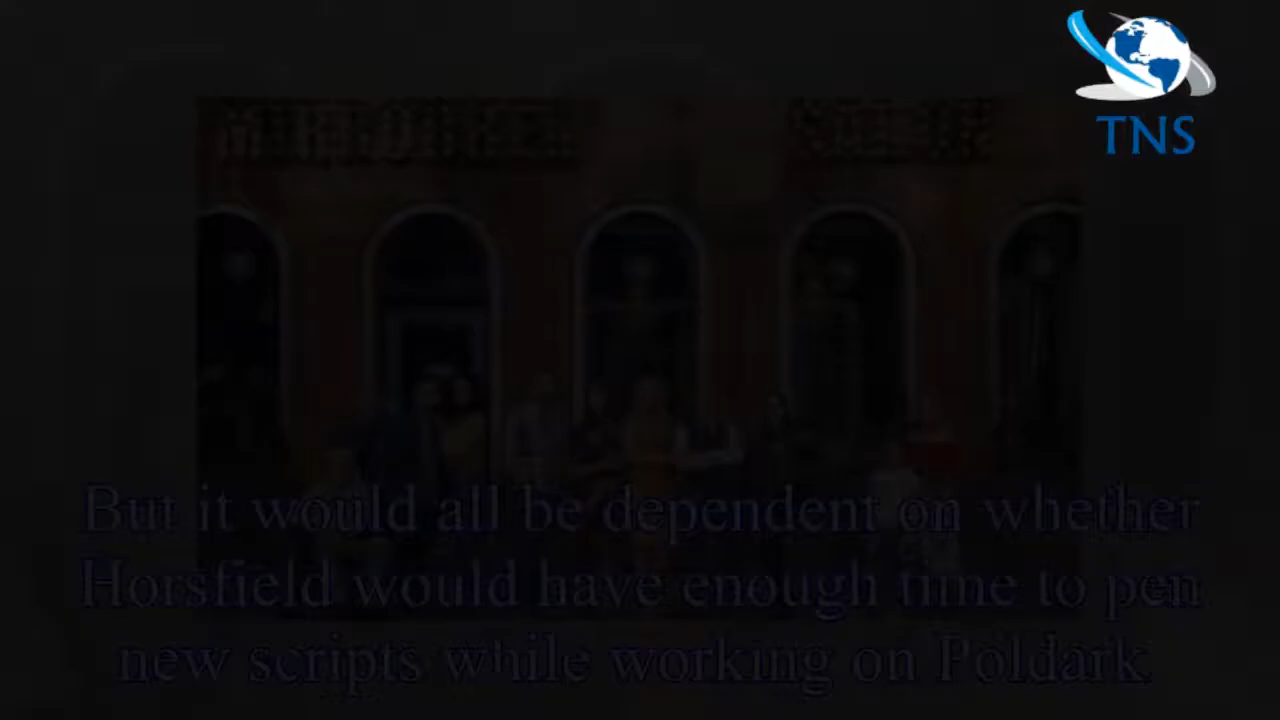 TNS
But it would all be dependent on whether
Horsfield would have enough time to pen
new scripts while working on Poldark